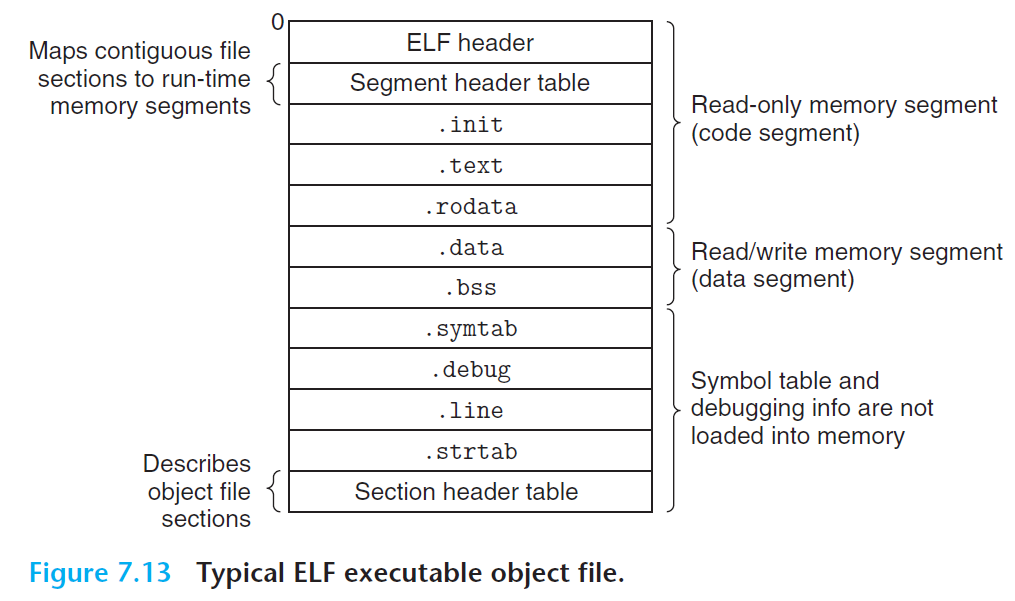 0
Maps contiguous file
sections to run-time
memory segments
ELF header
Segment header table
.init
.text
.rodata
.data
.bss
.symtab
.debug
.line
.strtab
Section header table
Describes
object file
sections
Read-only memory segment
(code segment)
Read/write memory segment
(data segment)
Symbol table and
debugging info are not
loaded into memory
Figure 7.13 Typical ELF executable object file.